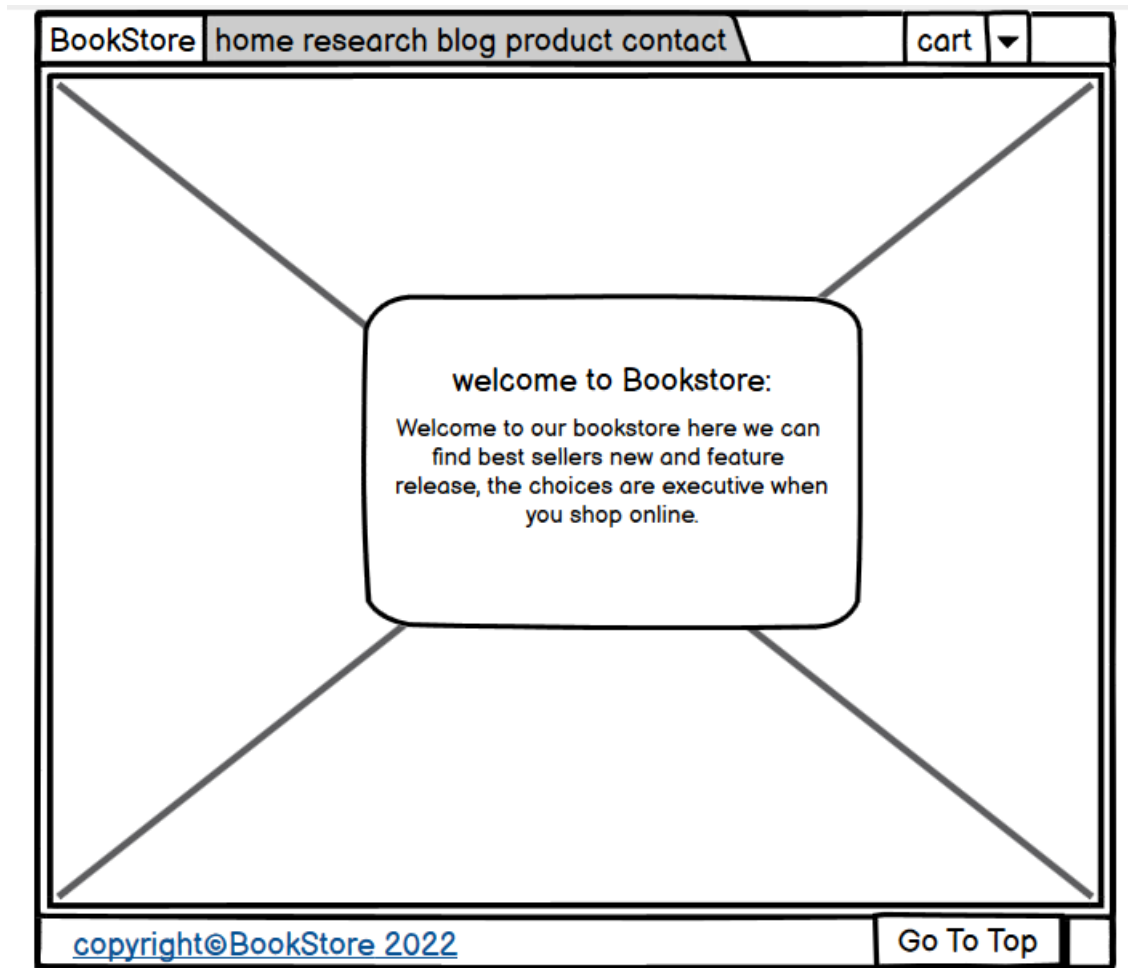 BookStore home research blog product contact cart
welcome to Bookstore:
Welcome to our bookstore here we can
find best sellers new and feature
release, the choices are executive when
you shop online.
copyright©BookStore 2022 Go To Top